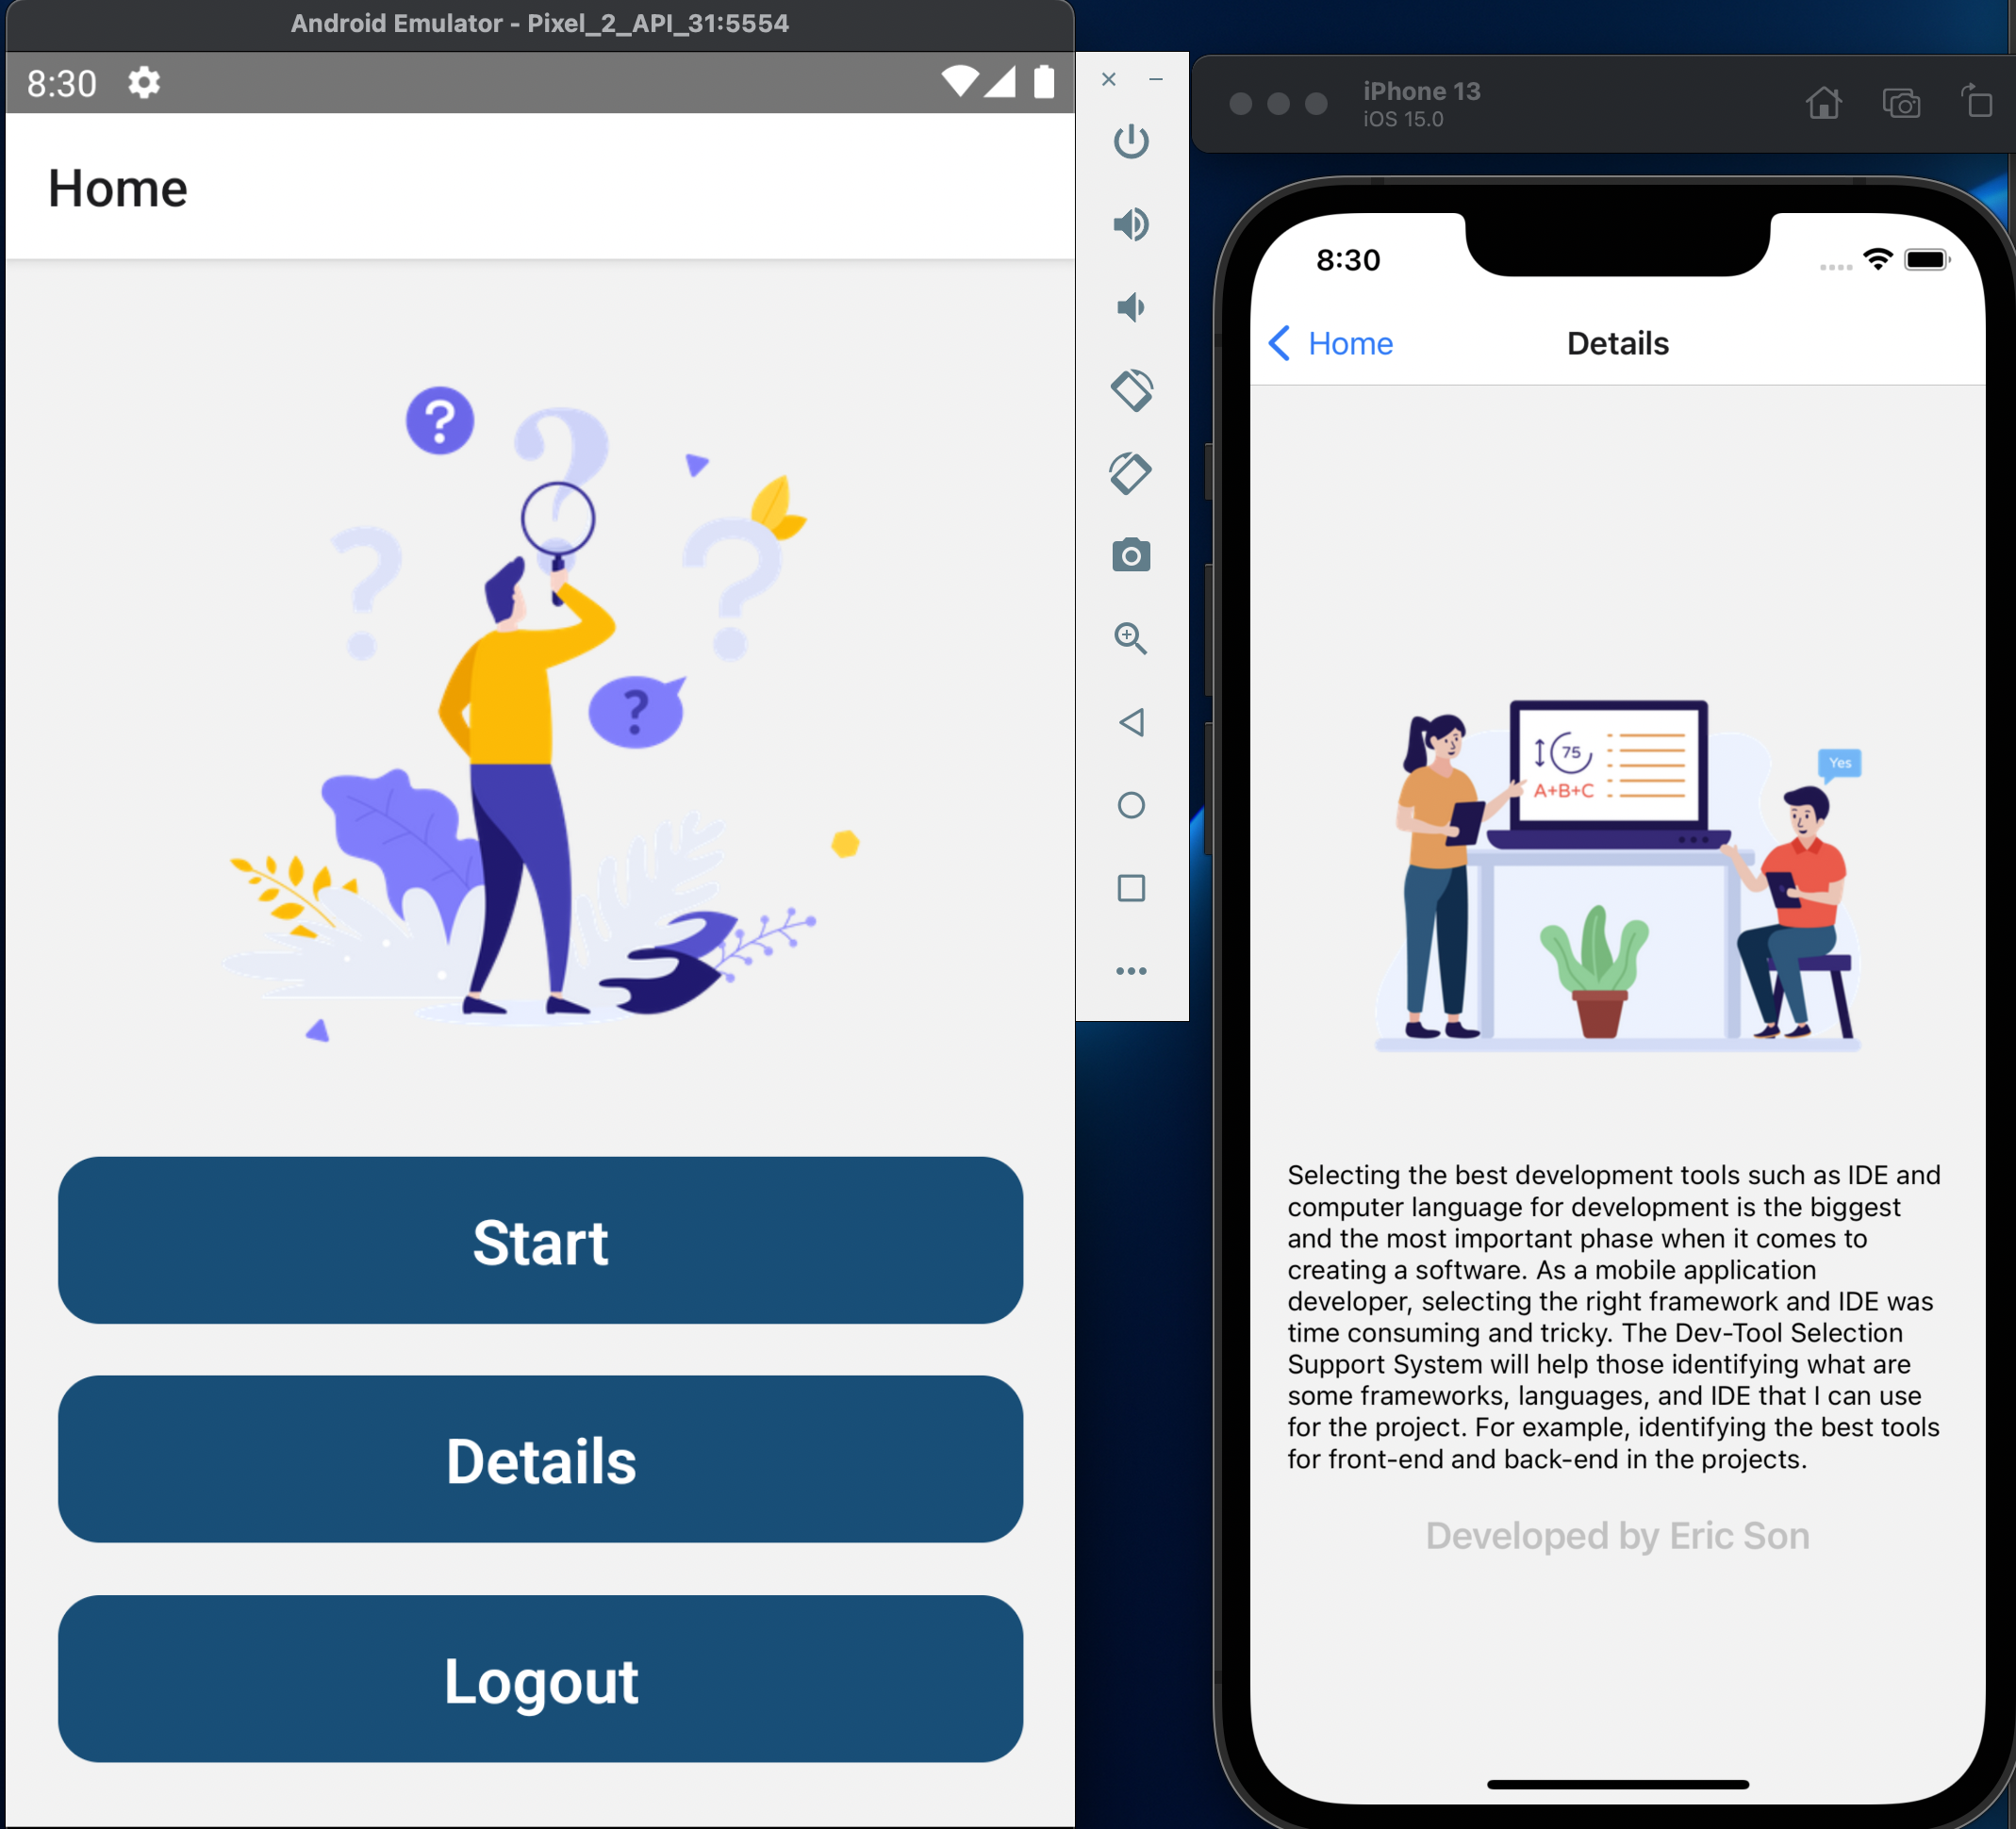 Android Emulator - Pixel_2_API_31:5554
8:30
Home
?
?
?
?
?
Start
Details
Logout
iPhone 13
iOS 15.0
8:30
Home
Details
75
A+B+C
Yes
Selecting the best development tools such as IDE and
computer language for development is the biggest
and the most important phase when it comes to
creating a software. As a mobile application
developer, selecting the right framework and IDE was
time consuming and tricky. The Dev-Tool Selection
Support System will help those identifying what are
some frameworks, languages, and IDE that I can use
for the project. For example, identifying the best tools
for front-end and back-end in the projects.
Developed by Eric Son